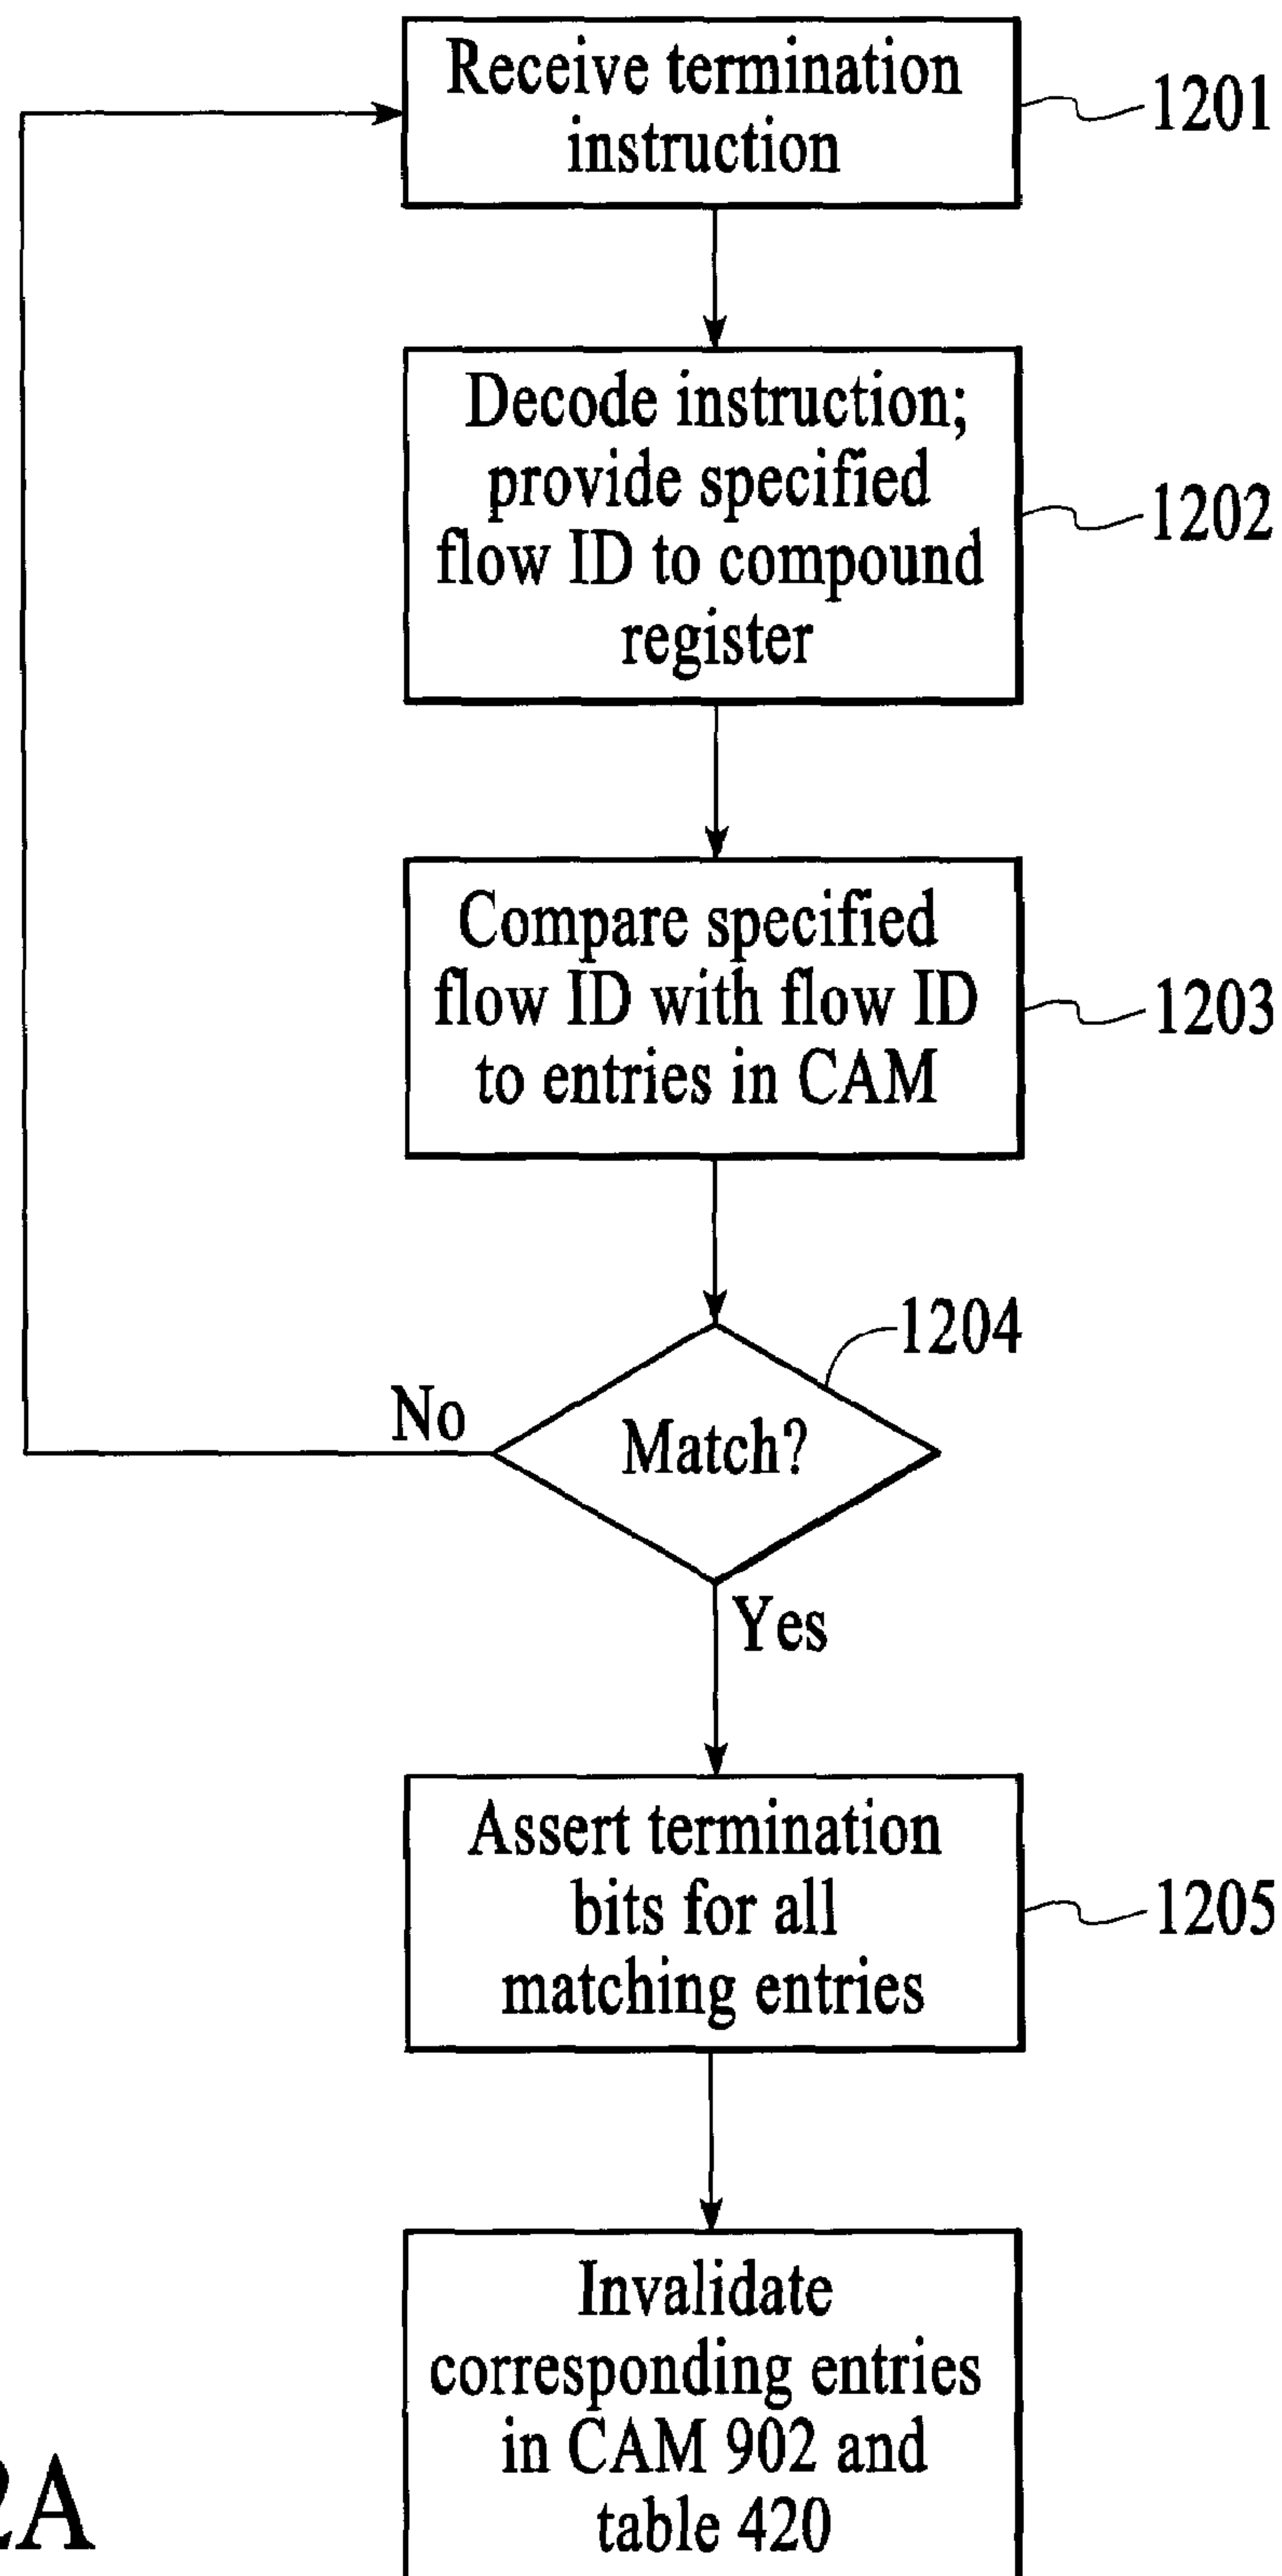 Receive termination
instruction
1201
Decode instruction;
provide specified
flow ID to compound
register
1202
Compare specified
flow ID with flow ID
to entries in CAM
1203
1204
Match?
No
Yes
Assert termination
bits for all
matching entries
1205
Invalidate
corresponding entries
in CAM 902 and
table 420
2A